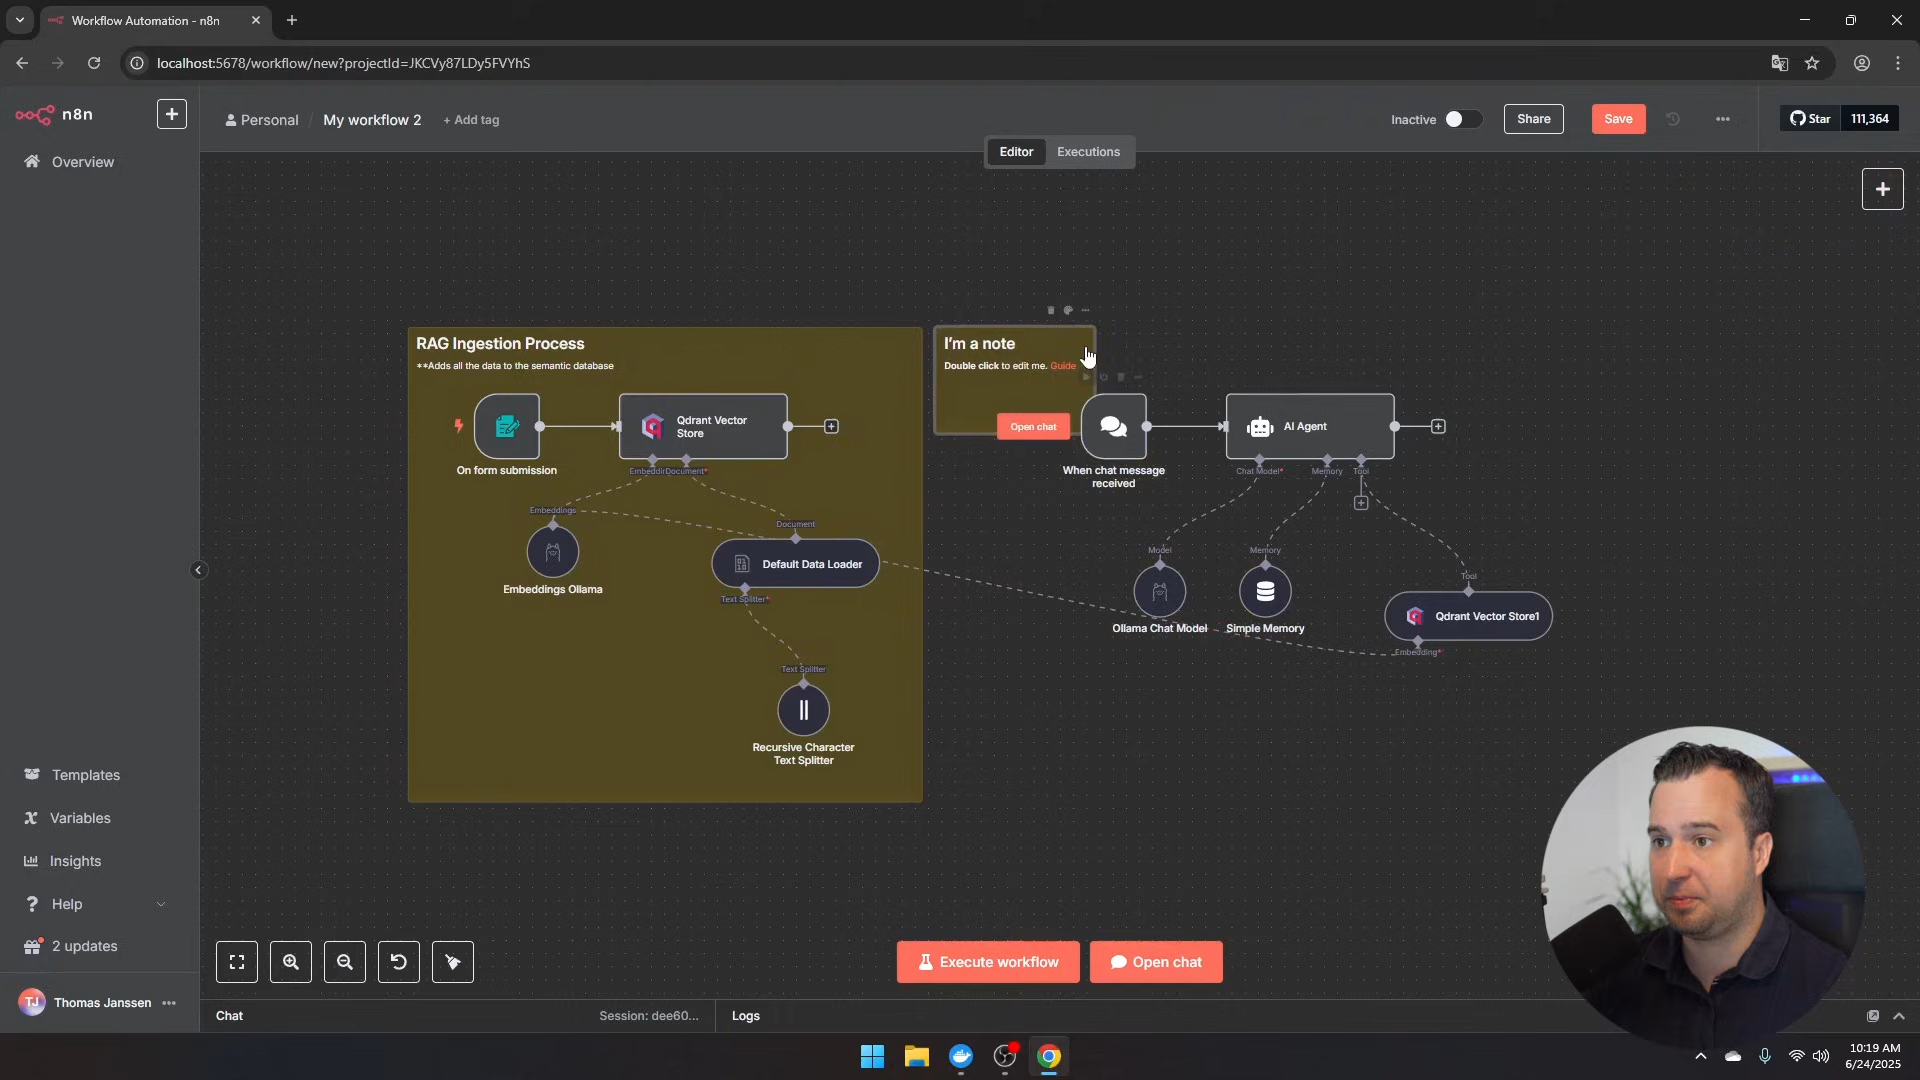 Workflow Automation - n8n
localhost:5678/workflow/new?projectId=JKCVy87LDy5FVYhS
n8n
Personal / My workflow 2 + Add tag
Inactive
Share
Save
Star 111,364
Editor Executions
Overview
RAG Ingestion Process
**Adds all the data to the semantic database
I'm a note
Double click to edit me. Guide
On form submission
Qdrant Vector
Store
Embeddin
Document*
Embeddings
Embeddings Ollama
Document
Default Data Loader
Text Splitter*
Text Splitter
Recursive Character
Text Splitter
Open chat
When chat message
received
AI Agent
Chat Model*
Memory
Tool
Model
Ollama Chat Model
Memory
Simple Memory
Tool
Qdrant Vector Store1
Embedding*
Templates
Variables
Insights
Help
2 updates
TJ Thomas Janssen
Execute workflow
Open chat
Chat
Session: dee60...
Logs
10:19 AM
6/24/2025